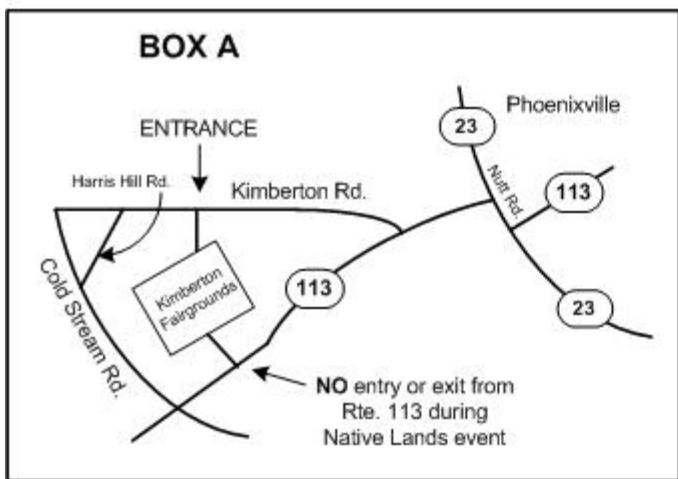 BOX A
Phoenixville
23
ENTRANCE
Nutt Rd.
113
Harris Hill Rd.
Kimberton Rd.
Kimberton
Fairgrounds
113
23
Cold Stream Rd.
NO entry or exit from
Rte. 113 during
Native Lands event